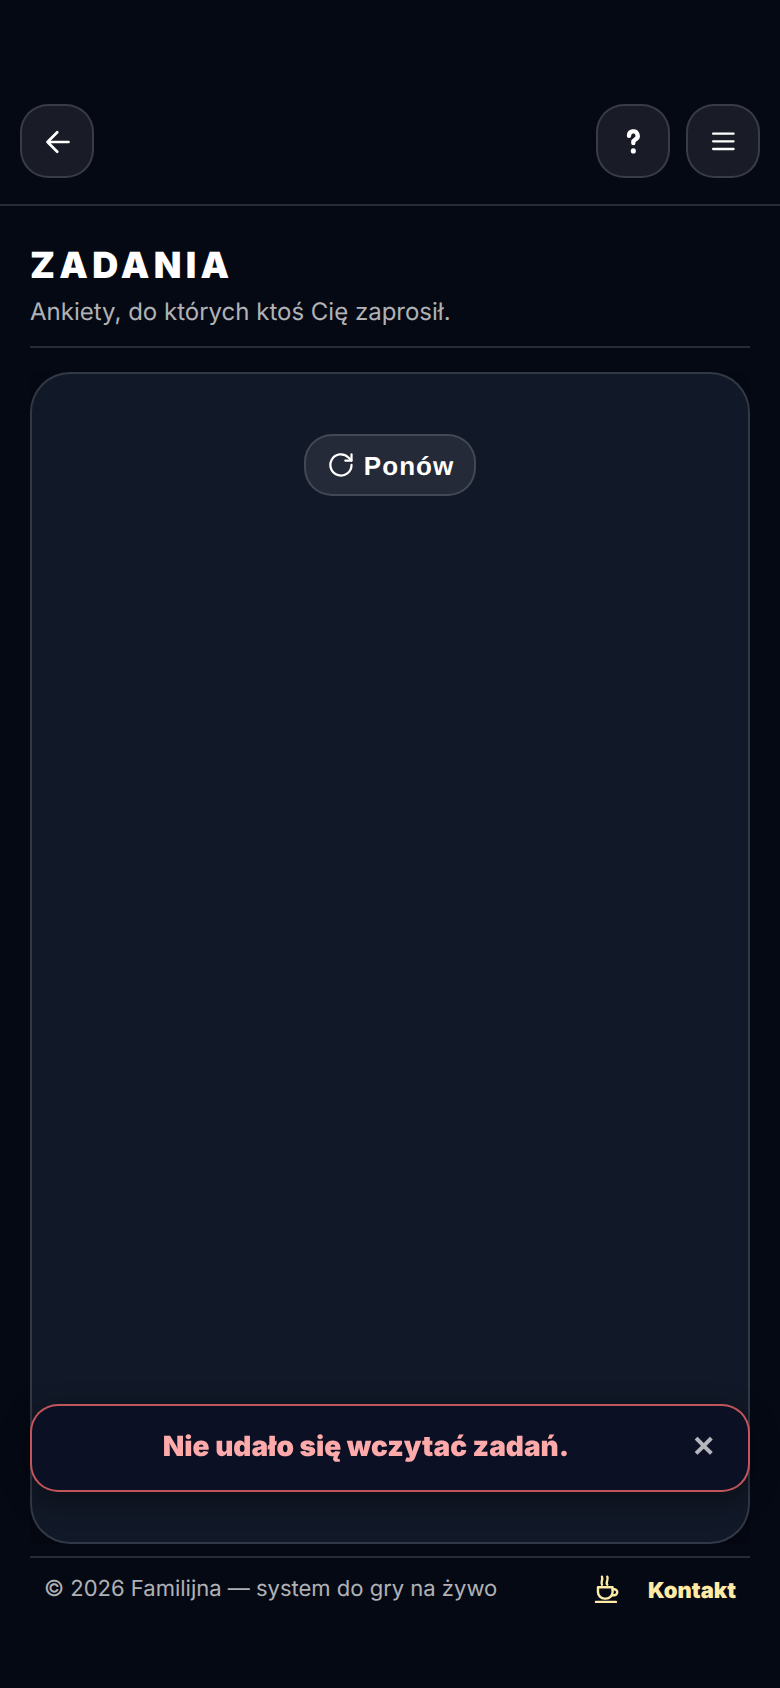 ZADANIA
Ankiety, do których ktoś Cię zaprosił.
Ponów
Nie udało się wczytać zadań.
© 2026 Familijna — system do gry na żywo
Kontakt